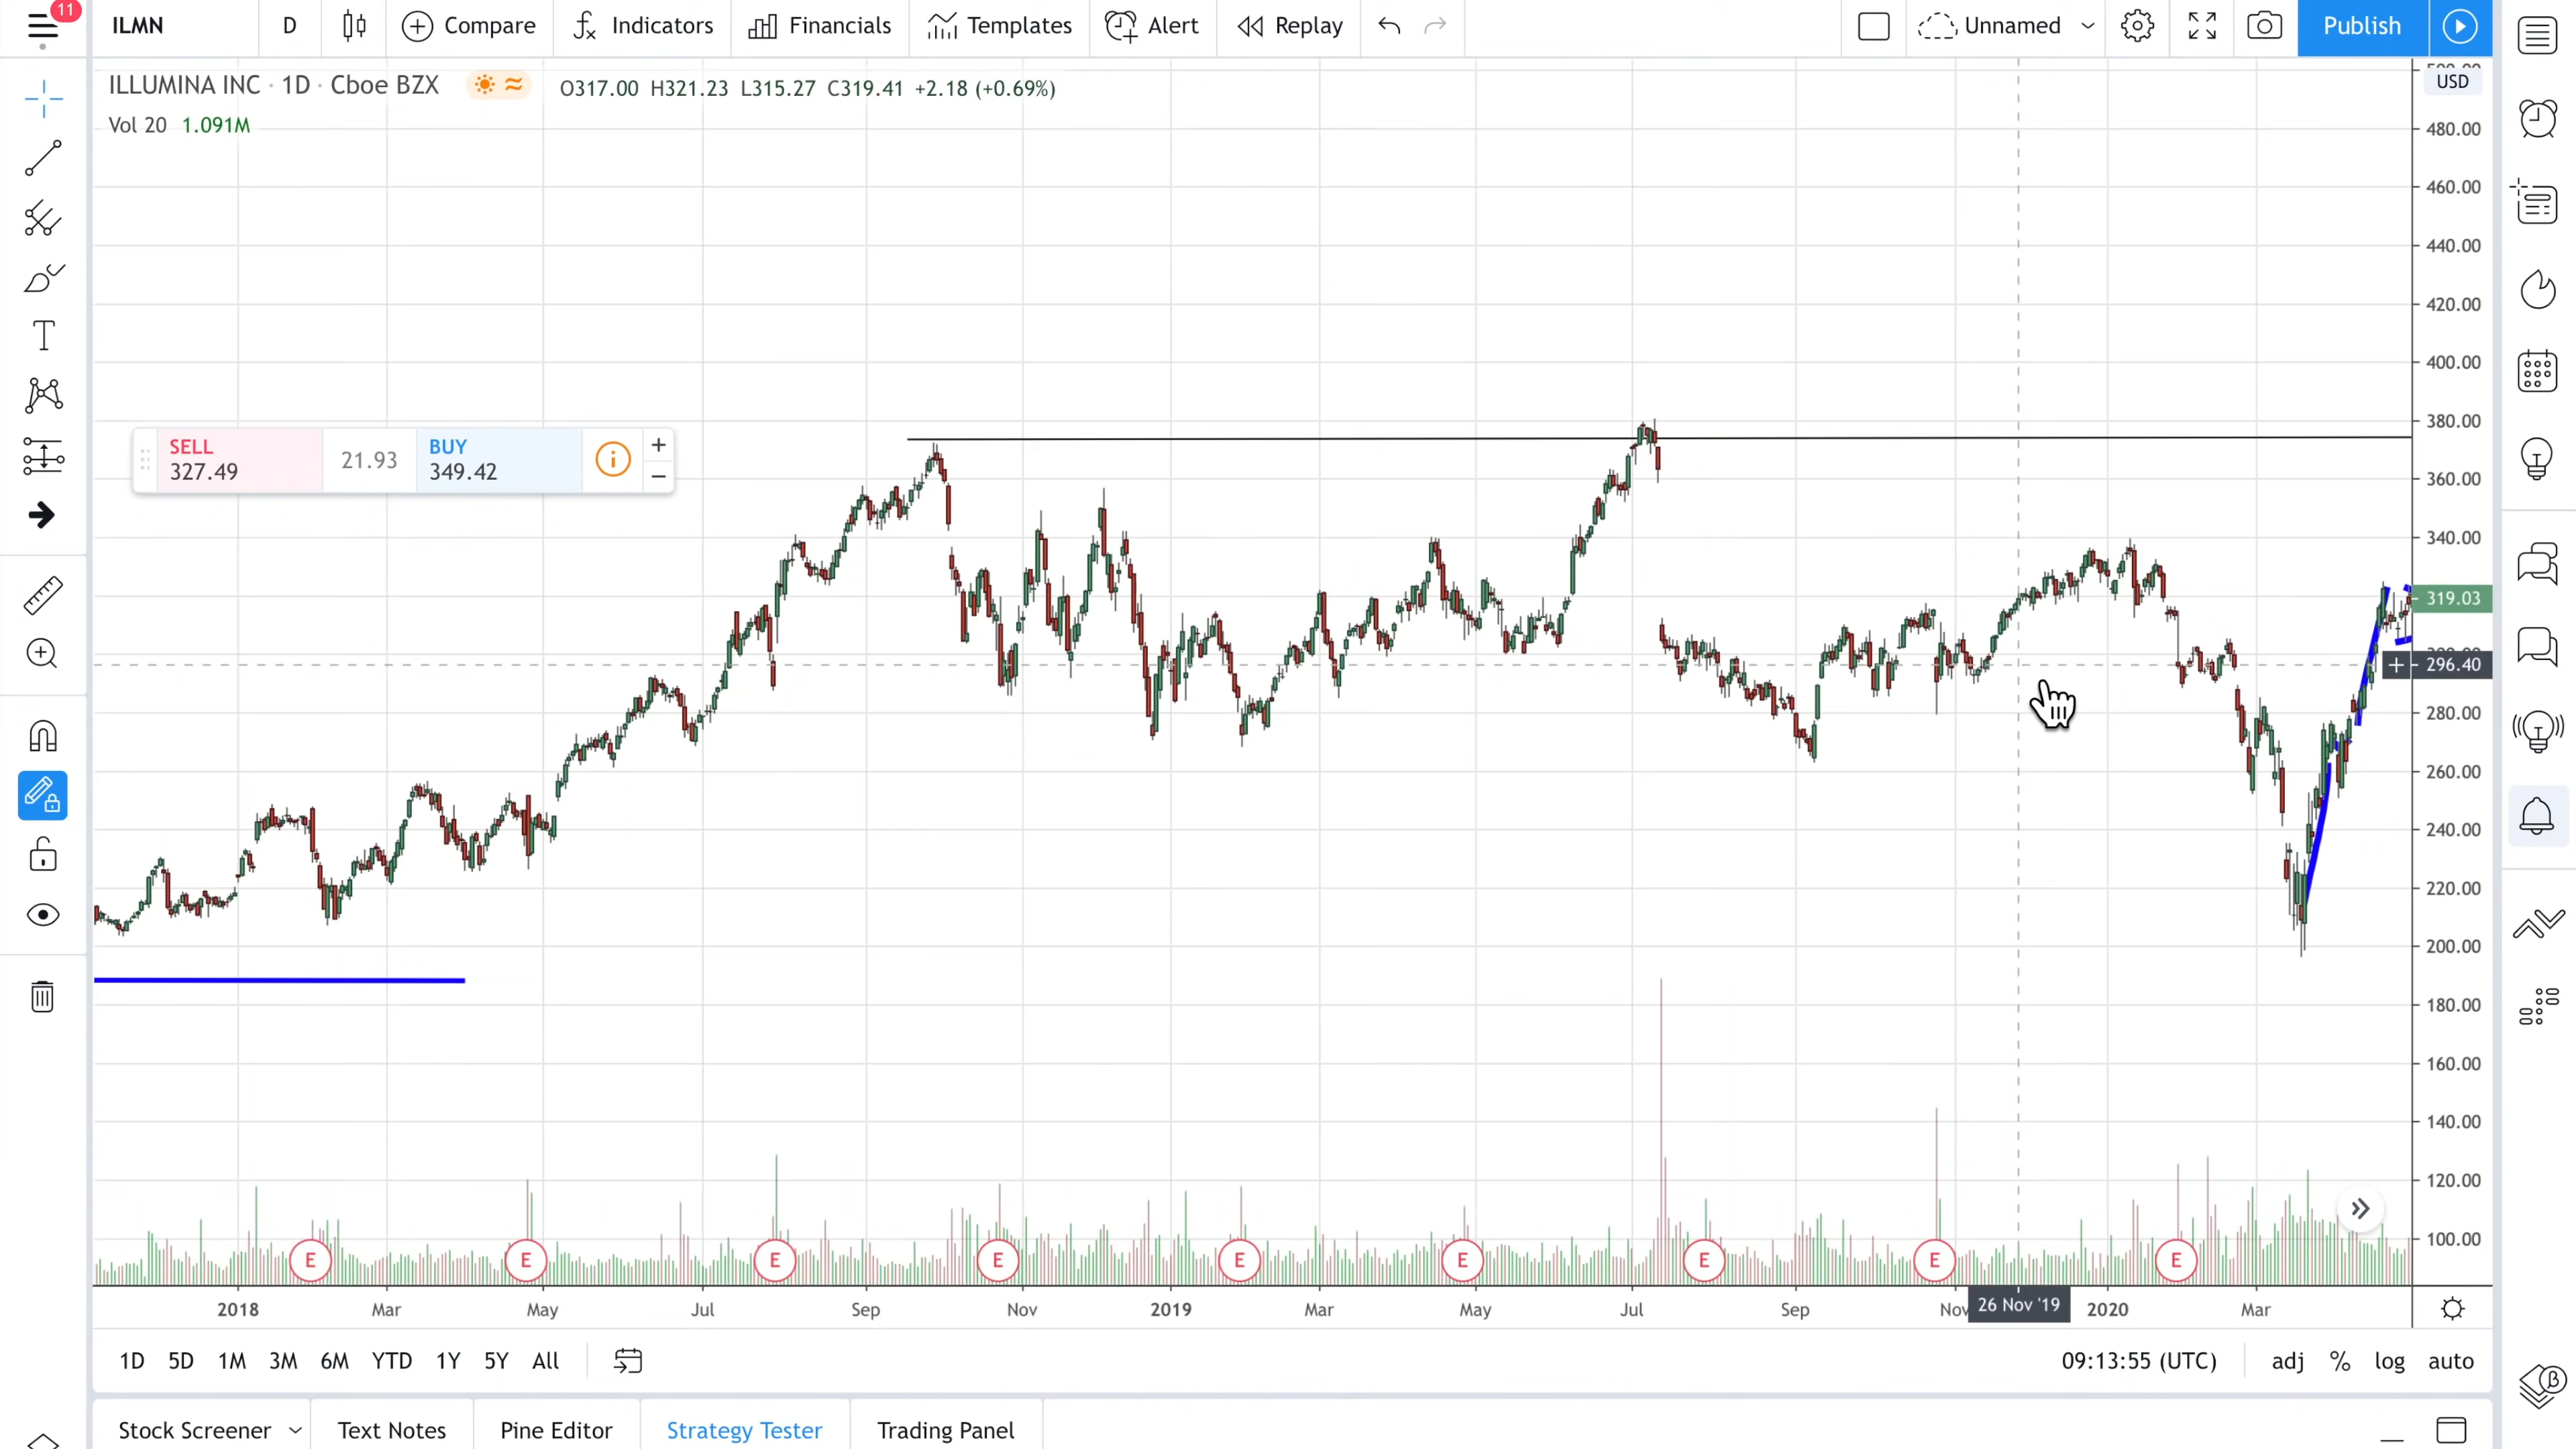 11
ILMN D Compare Indicators Financials Templates Alert Replay Unnamed Publish
ILLUMINA INC · 1D · Cboe BZX O317.00 H321.23 L315.27 C319.41 +2.18 (+0.69%)
USD
Vol 20 1.091M
480.00
460.00
440.00
420.00
400.00
380.00
SELL
327.49
21.93
BUY
349.42
360.00
340.00
319.03
296.40
280.00
260.00
240.00
220.00
200.00
180.00
160.00
140.00
120.00
100.00
E E E E E E E E E
2018 Mar May Jul Sep Nov 2019 Mar May Jul Sep Nov 26 Nov '19 2020 Mar
1D 5D 1M 3M 6M YTD 1Y 5Y All 09:13:55 (UTC) adj % log auto
β
Stock Screener Text Notes Pine Editor Strategy Tester Trading Panel